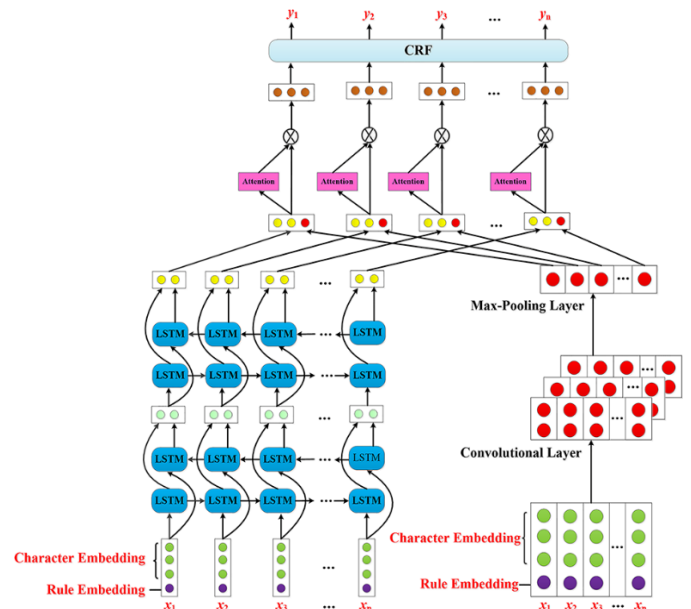 y1 y2 y3 ... yn
CRF
...
...
Attention Attention Attention Attention
...
...
Max-Pooling Layer
LSTM LSTM LSTM ... LSTM
LSTM LSTM LSTM ... LSTM
...
...
LSTM LSTM LSTM ... LSTM
Convolutional Layer
LSTM LSTM LSTM ... LSTM
Character Embedding ... Character Embedding ...
Rule Embedding Rule Embedding
x1 x2 x3 ... xn x1 x2 x3 ... xn